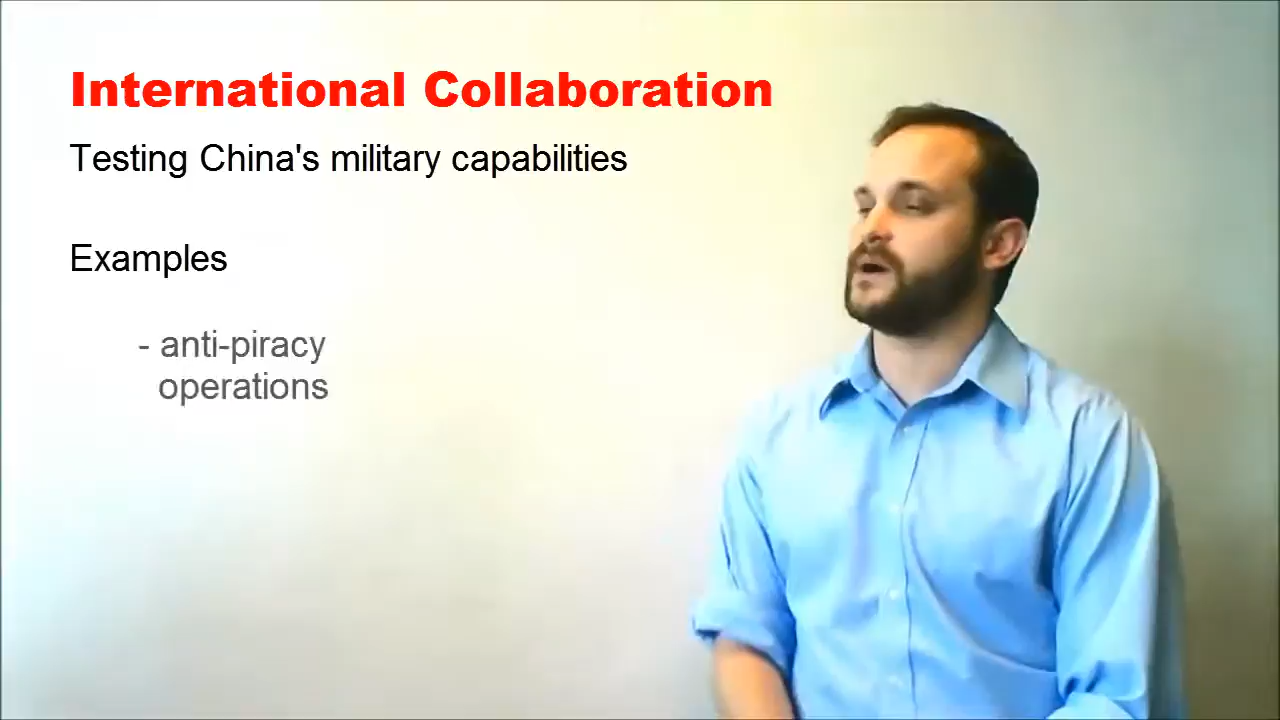 International Collaboration
Testing China's military capabilities
Examples
- anti-piracy
operations